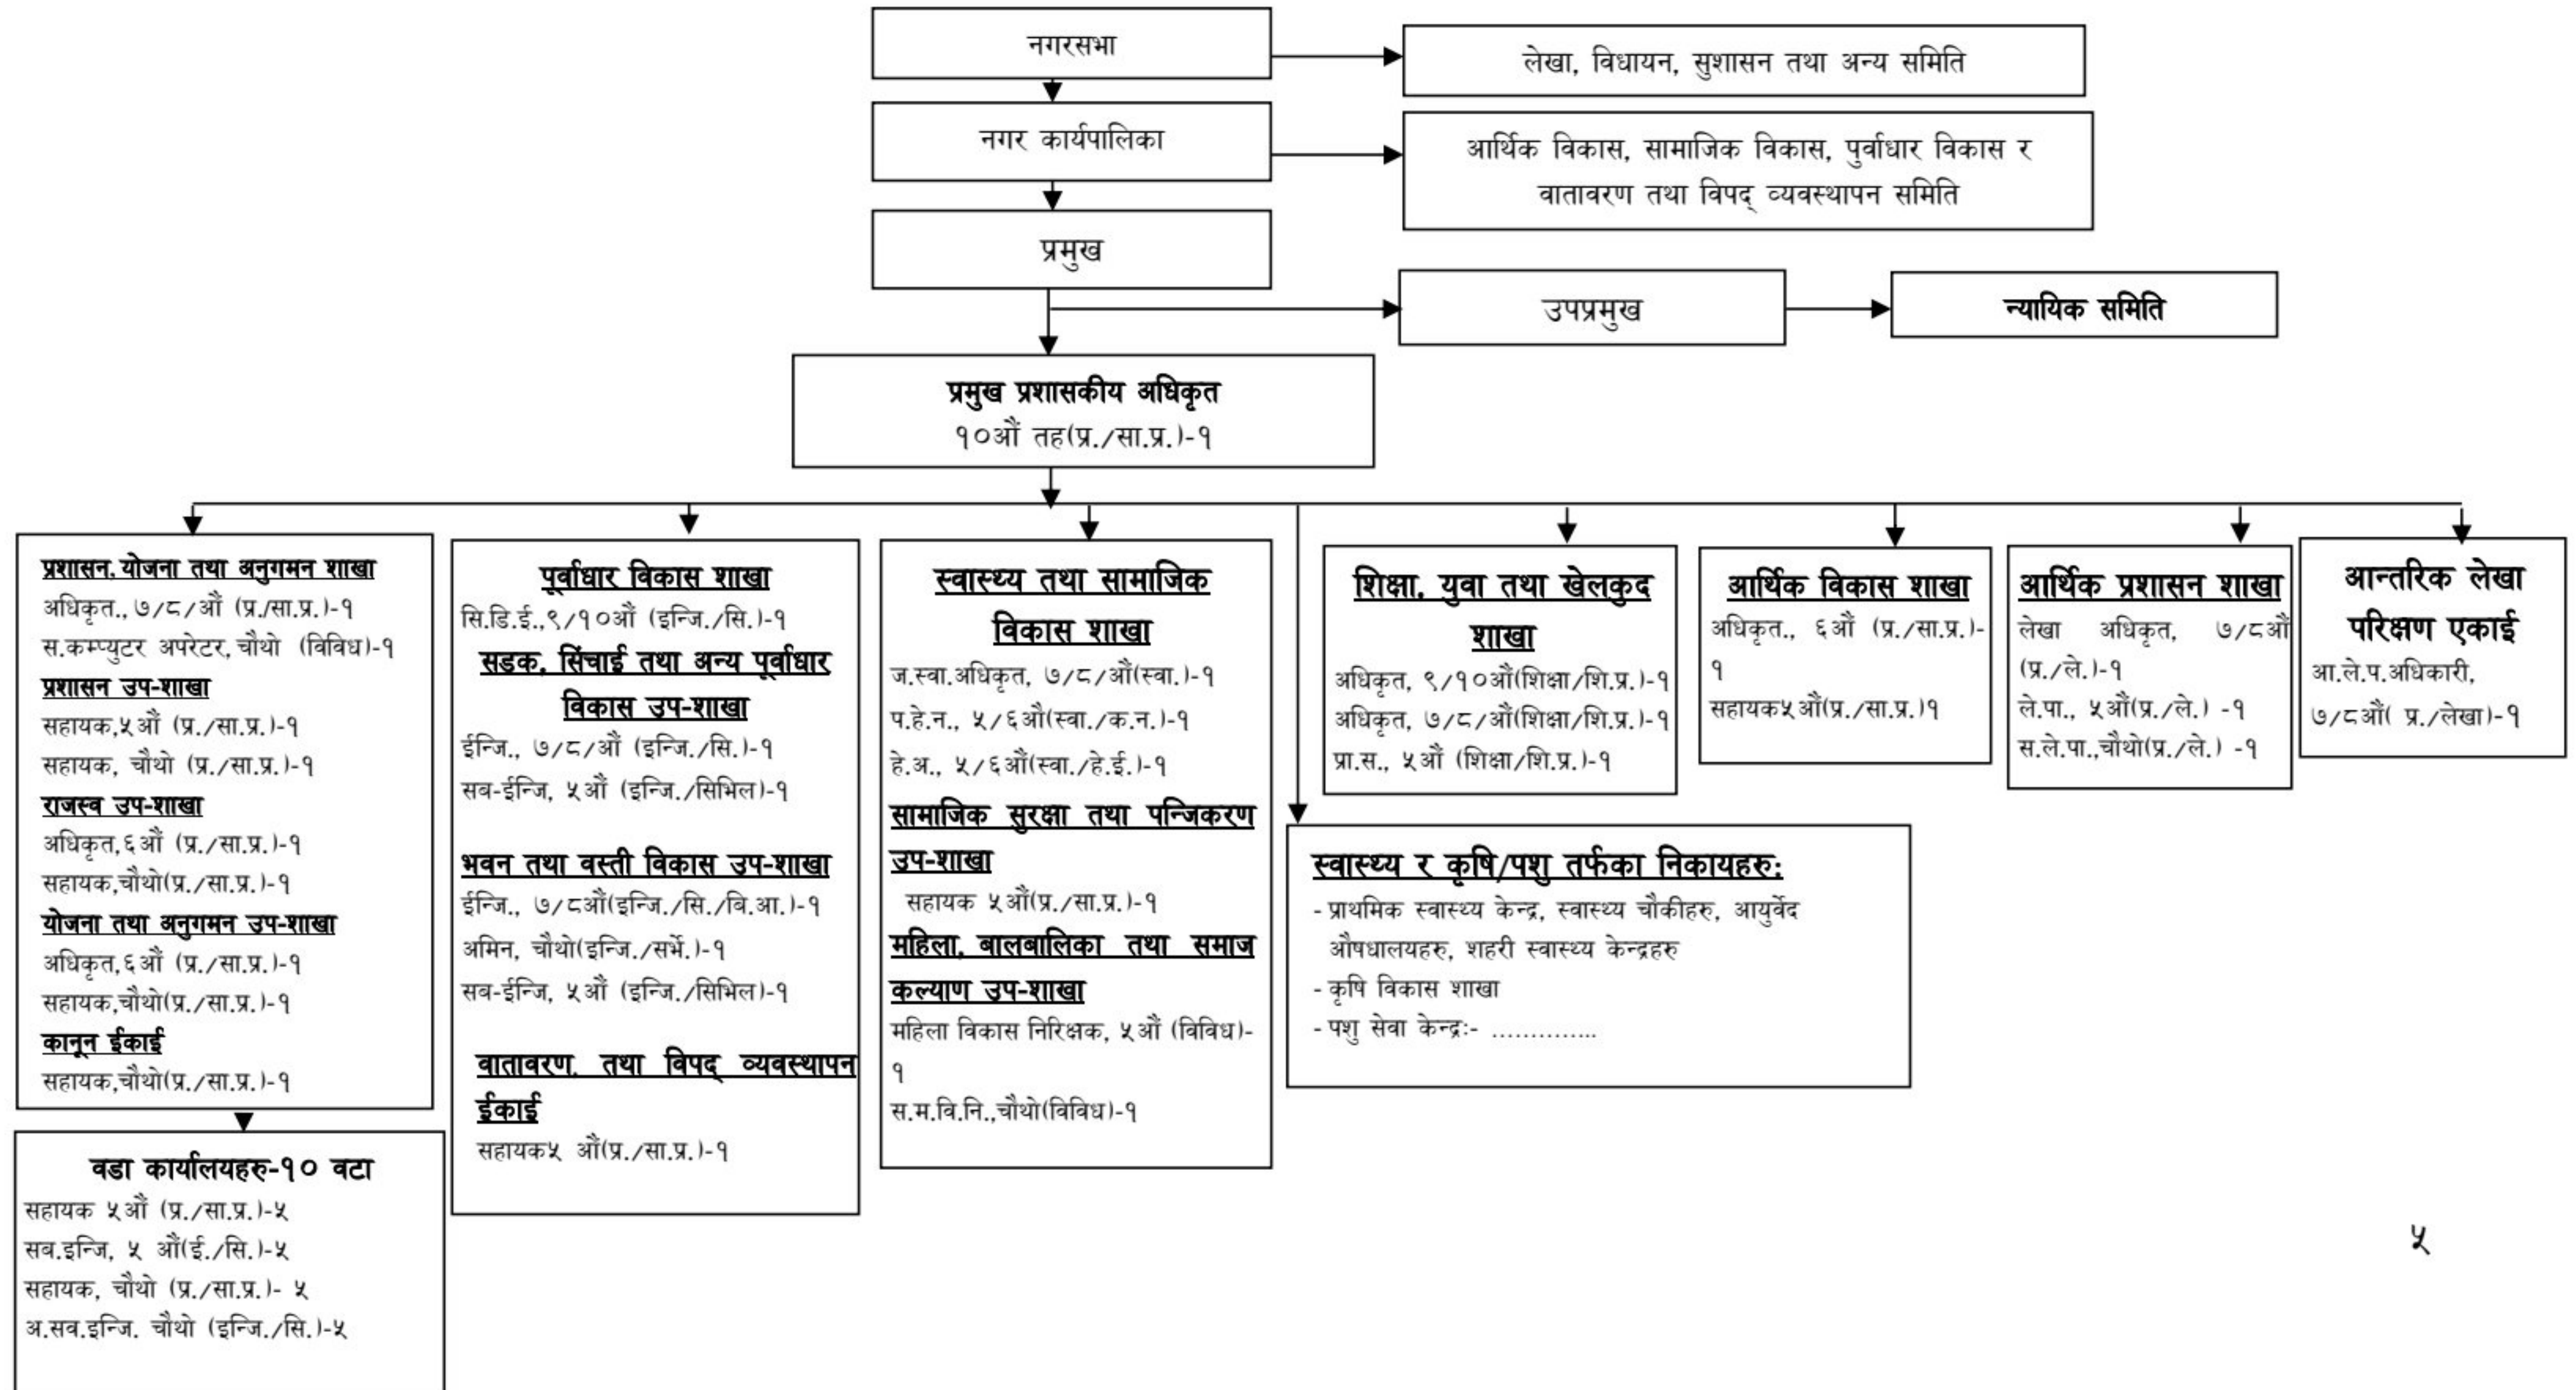 नगरसभा
लेखा, विधायन, सुशासन तथा अन्य समिति
नगर कार्यपालिका
आर्थिक विकास, सामाजिक विकास, पुर्वाधार विकास र
वातावरण तथा विपद् व्यवस्थापन समिति
प्रमुख
उपप्रमुख
न्यायिक समिति
प्रमुख प्रशासकीय अधिकृत
१०औं तह(प्र./सा.प्र.)-१
प्रशासन, योजना तथा अनुगमन शाखा
अधिकृत., ७/८/औं (प्र./सा.प्र.)-१
स.कम्प्युटर अपरेटर, चौथो (विविध)-१
प्रशासन उप-शाखा
सहायक,५औं (प्र./सा.प्र.)-१
सहायक, चौथो (प्र./सा.प्र.)-१
राजस्व उप-शाखा
अधिकृत,६औं (प्र./सा.प्र.)-१
सहायक,चौथो(प्र./सा.प्र.)-१
योजना तथा अनुगमन उप-शाखा
अधिकृत,६औं (प्र./सा.प्र.)-१
सहायक,चौथो(प्र./सा.प्र.)-१
कानून ईकाई
सहायक,चौथो(प्र./सा.प्र.)-१
वडा कार्यालयहरु-१० वटा
सहायक ५औं (प्र./सा.प्र.)-५
सब.इन्जि, ५ औं(ई./सि.)-५
सहायक, चौथो (प्र./सा.प्र.)- ५
अ.सव.इन्जि. चौथो (इन्जि./सि.)-५
पूर्वाधार विकास शाखा
सि.डि.ई.,९/१०औं (इन्जि./सि.)-१
सडक, सिंचाई तथा अन्य पूर्वाधार
विकास उप-शाखा
ईन्जि., ७/८/औं (इन्जि./सि.)-१
सब-ईन्जि, ५औं (इन्जि./सिभिल)-१
भवन तथा वस्ती विकास उप-शाखा
ईन्जि., ७/८औं(इन्जि./सि./बि.आ.)-१
अमिन, चौथो(इन्जि./सर्भे.)-१
सब-ईन्जि, ५औं (इन्जि./सिभिल)-१
वातावरण, तथा विपद् व्यवस्थापन
ईकाई
सहायक५ औं(प्र./सा.प्र.)-१
स्वास्थ्य तथा सामाजिक
विकास शाखा
ज.स्वा.अधिकृत, ७/८/औं(स्वा.)-१
प.हे.न., ५/६औ(स्वा./क.न.)-१
हे.अ., ५/६औं(स्वा./हे.ई.)-१
सामाजिक सुरक्षा तथा पन्जिकरण
उप-शाखा
सहायक ५औं(प्र./सा.प्र.)-१
महिला, बालबालिका तथा समाज
कल्याण उप-शाखा
महिला विकास निरिक्षक, ५औं (विविध)-
१
स.म.वि.नि.,चौथो(विविध)-१
शिक्षा, युवा तथा खेलकुद
शाखा
अधिकृत, ९/१०औं(शिक्षा/शि.प्र.)-१
अधिकृत, ७/८/औं(शिक्षा/शि.प्र.)-१
प्रा.स., ५औं (शिक्षा/शि.प्र.)-१
आर्थिक विकास शाखा
अधिकृत., ६औं (प्र./सा.प्र.)-
१
सहायक५औं(प्र./सा.प्र.)१
आर्थिक प्रशासन शाखा
लेखा अधिकृत, ७/८औं
(प्र./ले.)-१
ले.पा., ५औं(प्र./ले.) -१
स.ले.पा.,चौथो(प्र./ले.) -१
आन्तरिक लेखा
परिक्षण एकाई
आ.ले.प.अधिकारी,
७/८औं( प्र./लेखा)-१
स्वास्थ्य र कृषि/पशु तर्फका निकायहरु:
- प्राथमिक स्वास्थ्य केन्द्र, स्वास्थ्य चौकीहरु, आयुर्वेद
औषधालयहरु, शहरी स्वास्थ्य केन्द्रहरु
- कृषि विकास शाखा
- पशु सेवा केन्द्रः- ..............
५